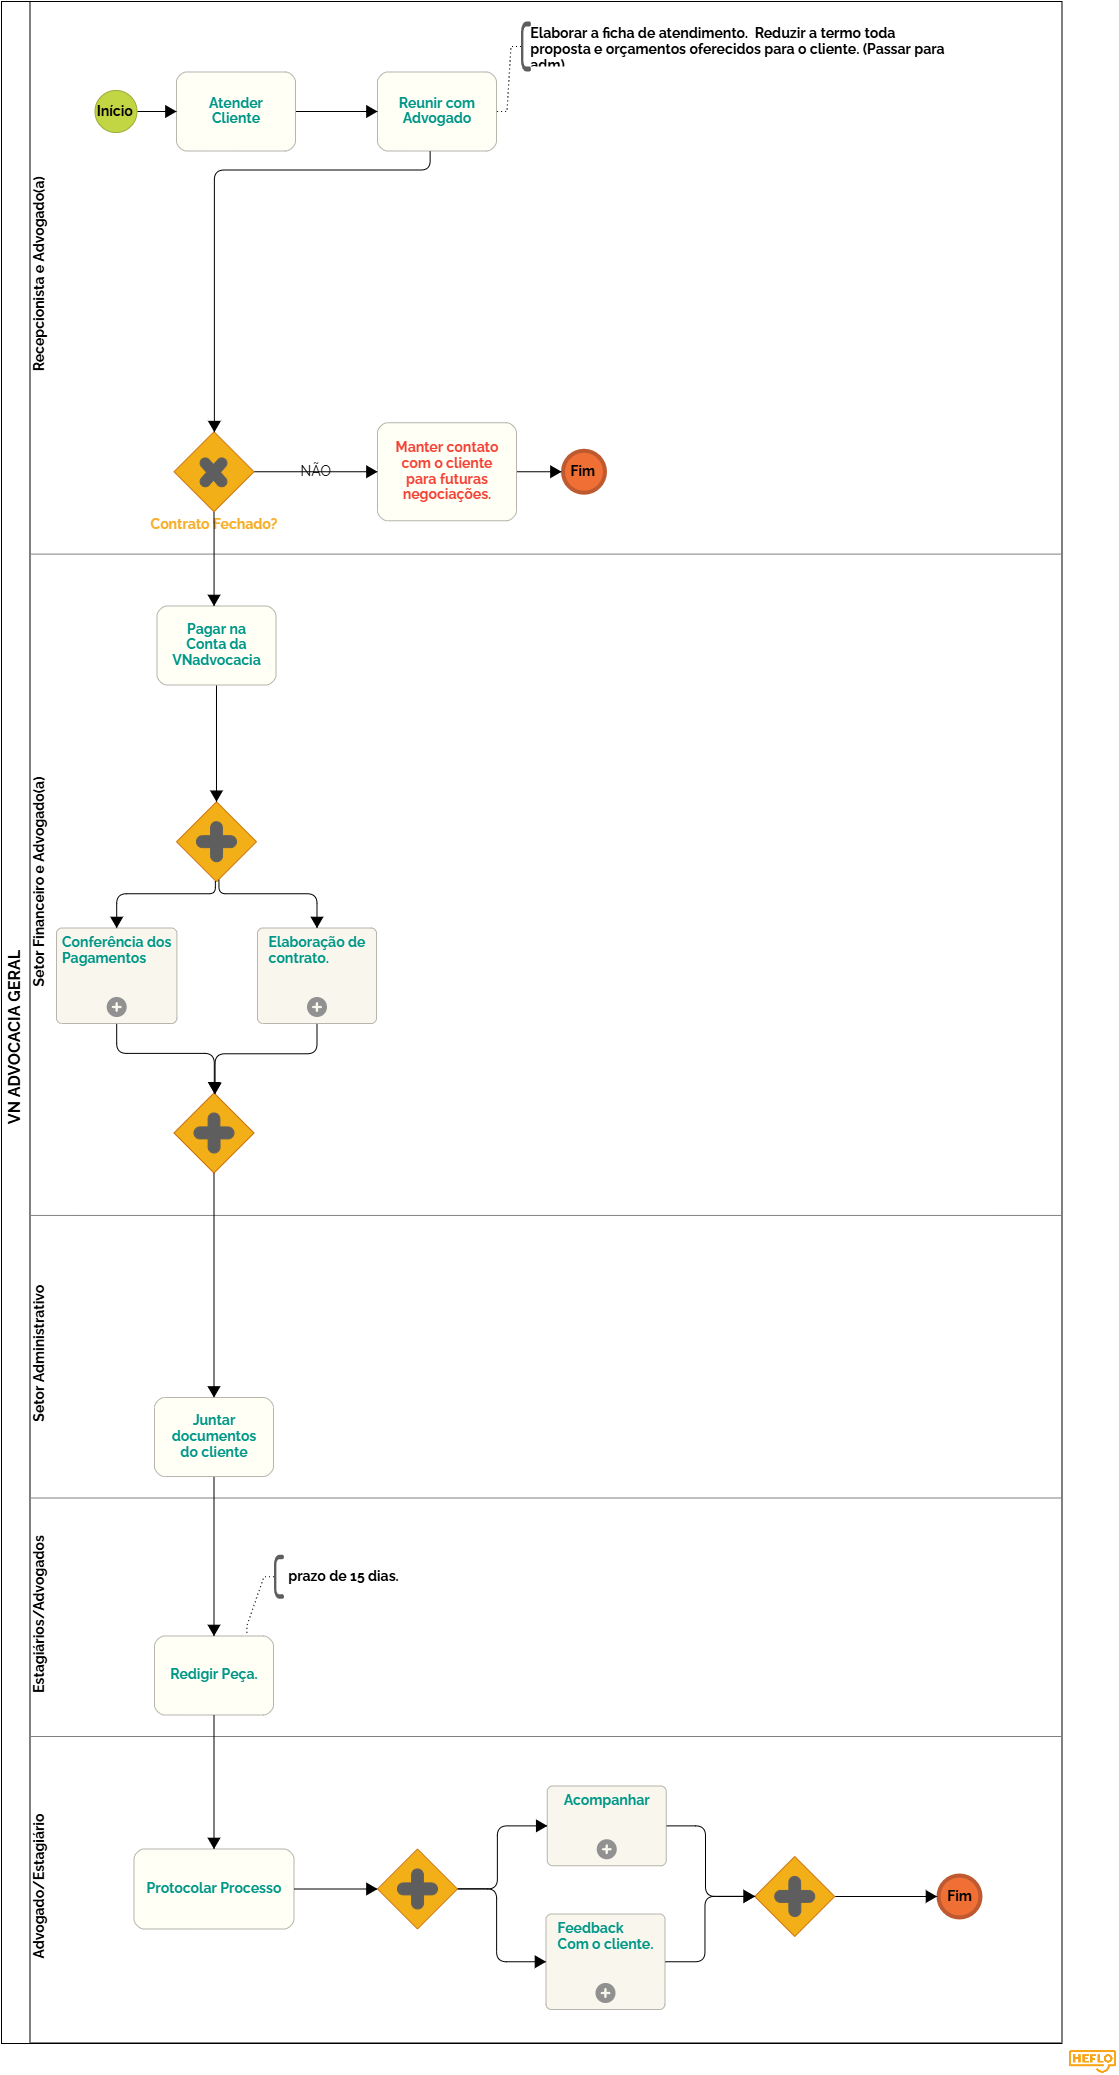 VN ADVOCACIA GERAL
Recepcionista e Advogado(a)
Elaborar a ficha de atendimento. Reduzir a termo toda
proposta e orçamentos oferecidos para o cliente. (Passar para
adm)
Início
Atender
Cliente
Reunir com
Advogado
NÃO
Manter contato
com o cliente
para futuras
negociações.
Fim
Contrato Fechado?
Setor Financeiro e Advogado(a)
Pagar na
Conta da
VNadvocacia
Conferência dos
Pagamentos
Elaboração de
contrato.
Setor Administrativo
Juntar
documentos
do cliente
Estagiários/Advogados
prazo de 15 dias.
Redigir Peça.
Advogado/Estagiário
Protocolar Processo
Acompanhar
Feedback
Com o cliente.
Fim
HEFLO